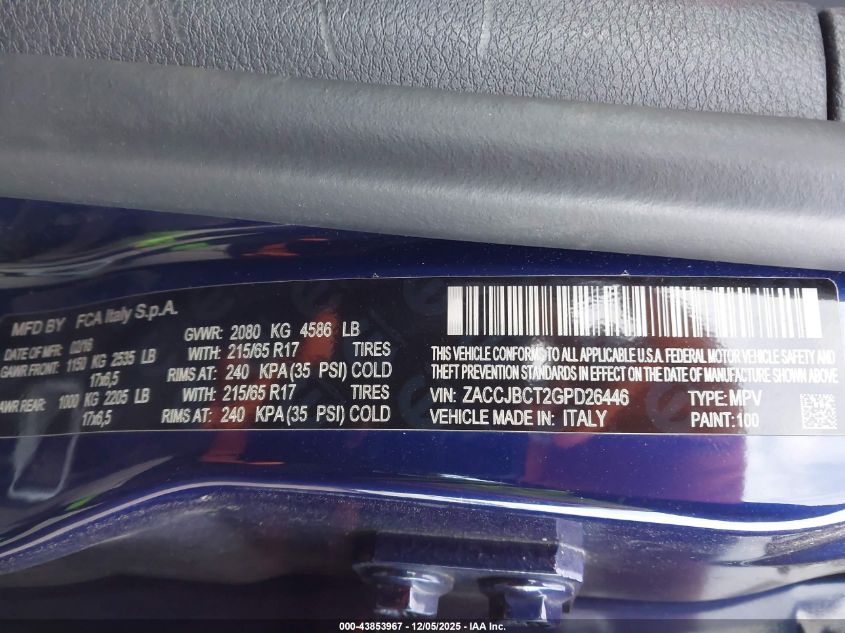 MFD BY FCA Italy S.p.A.
DATE OF MFR: 02/16
GAWR FRONT: 1150 KG 2535 LB
17x6,5
AWR REAR: 1000 KG 2205 LB
17x6,5
GVWR: 2080 KG 4586 LB
WITH: 215/65 R17 TIRES
RIMS AT: 240 KPA(35 PSI) COLD
WITH: 215/65 R17 TIRES
RIMS AT: 240 KPA(35 PSI) COLD
THIS VEHICLE CONFORMS TO ALL APPLICABLE U.S.A. FEDERAL MOTOR VEHICLE SAFETY AND
THEFT PREVENTION STANDARDS IN EFFECT ON THE DATE OF MANUFACTURE SHOWN ABOVE
VIN: ZACCJBCT2GPD26446 TYPE: MPV
VEHICLE MADE IN: ITALY PAINT: 100
000-43853967 - 12/05/2025 - IAA Inc.